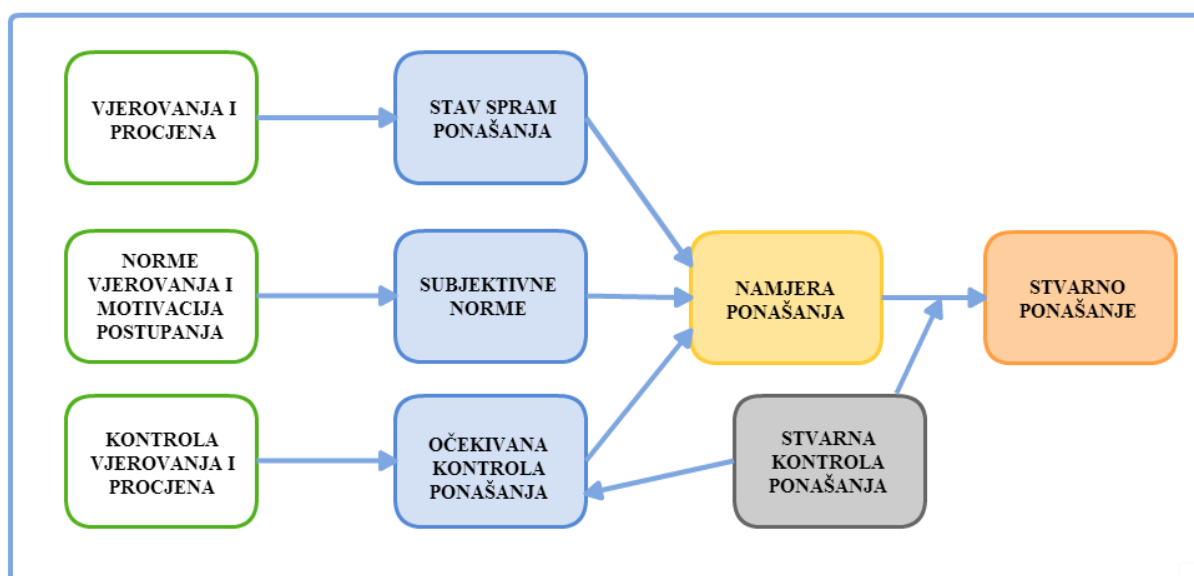 VJEROVANJA I
PROCJENA
STAV SPRAM
PONAŠANJA
NORME
VJEROVANJA I
MOTIVACIJA
POSTUPANJA
SUBJEKTIVNE
NORME
NAMJERA
PONAŠANJA
STVARNO
PONAŠANJE
KONTROLA
VJEROVANJA I
PROCJENA
OČEKIVANA
KONTROLA
PONAŠANJA
STVARNA
KONTROLA
PONAŠANJA